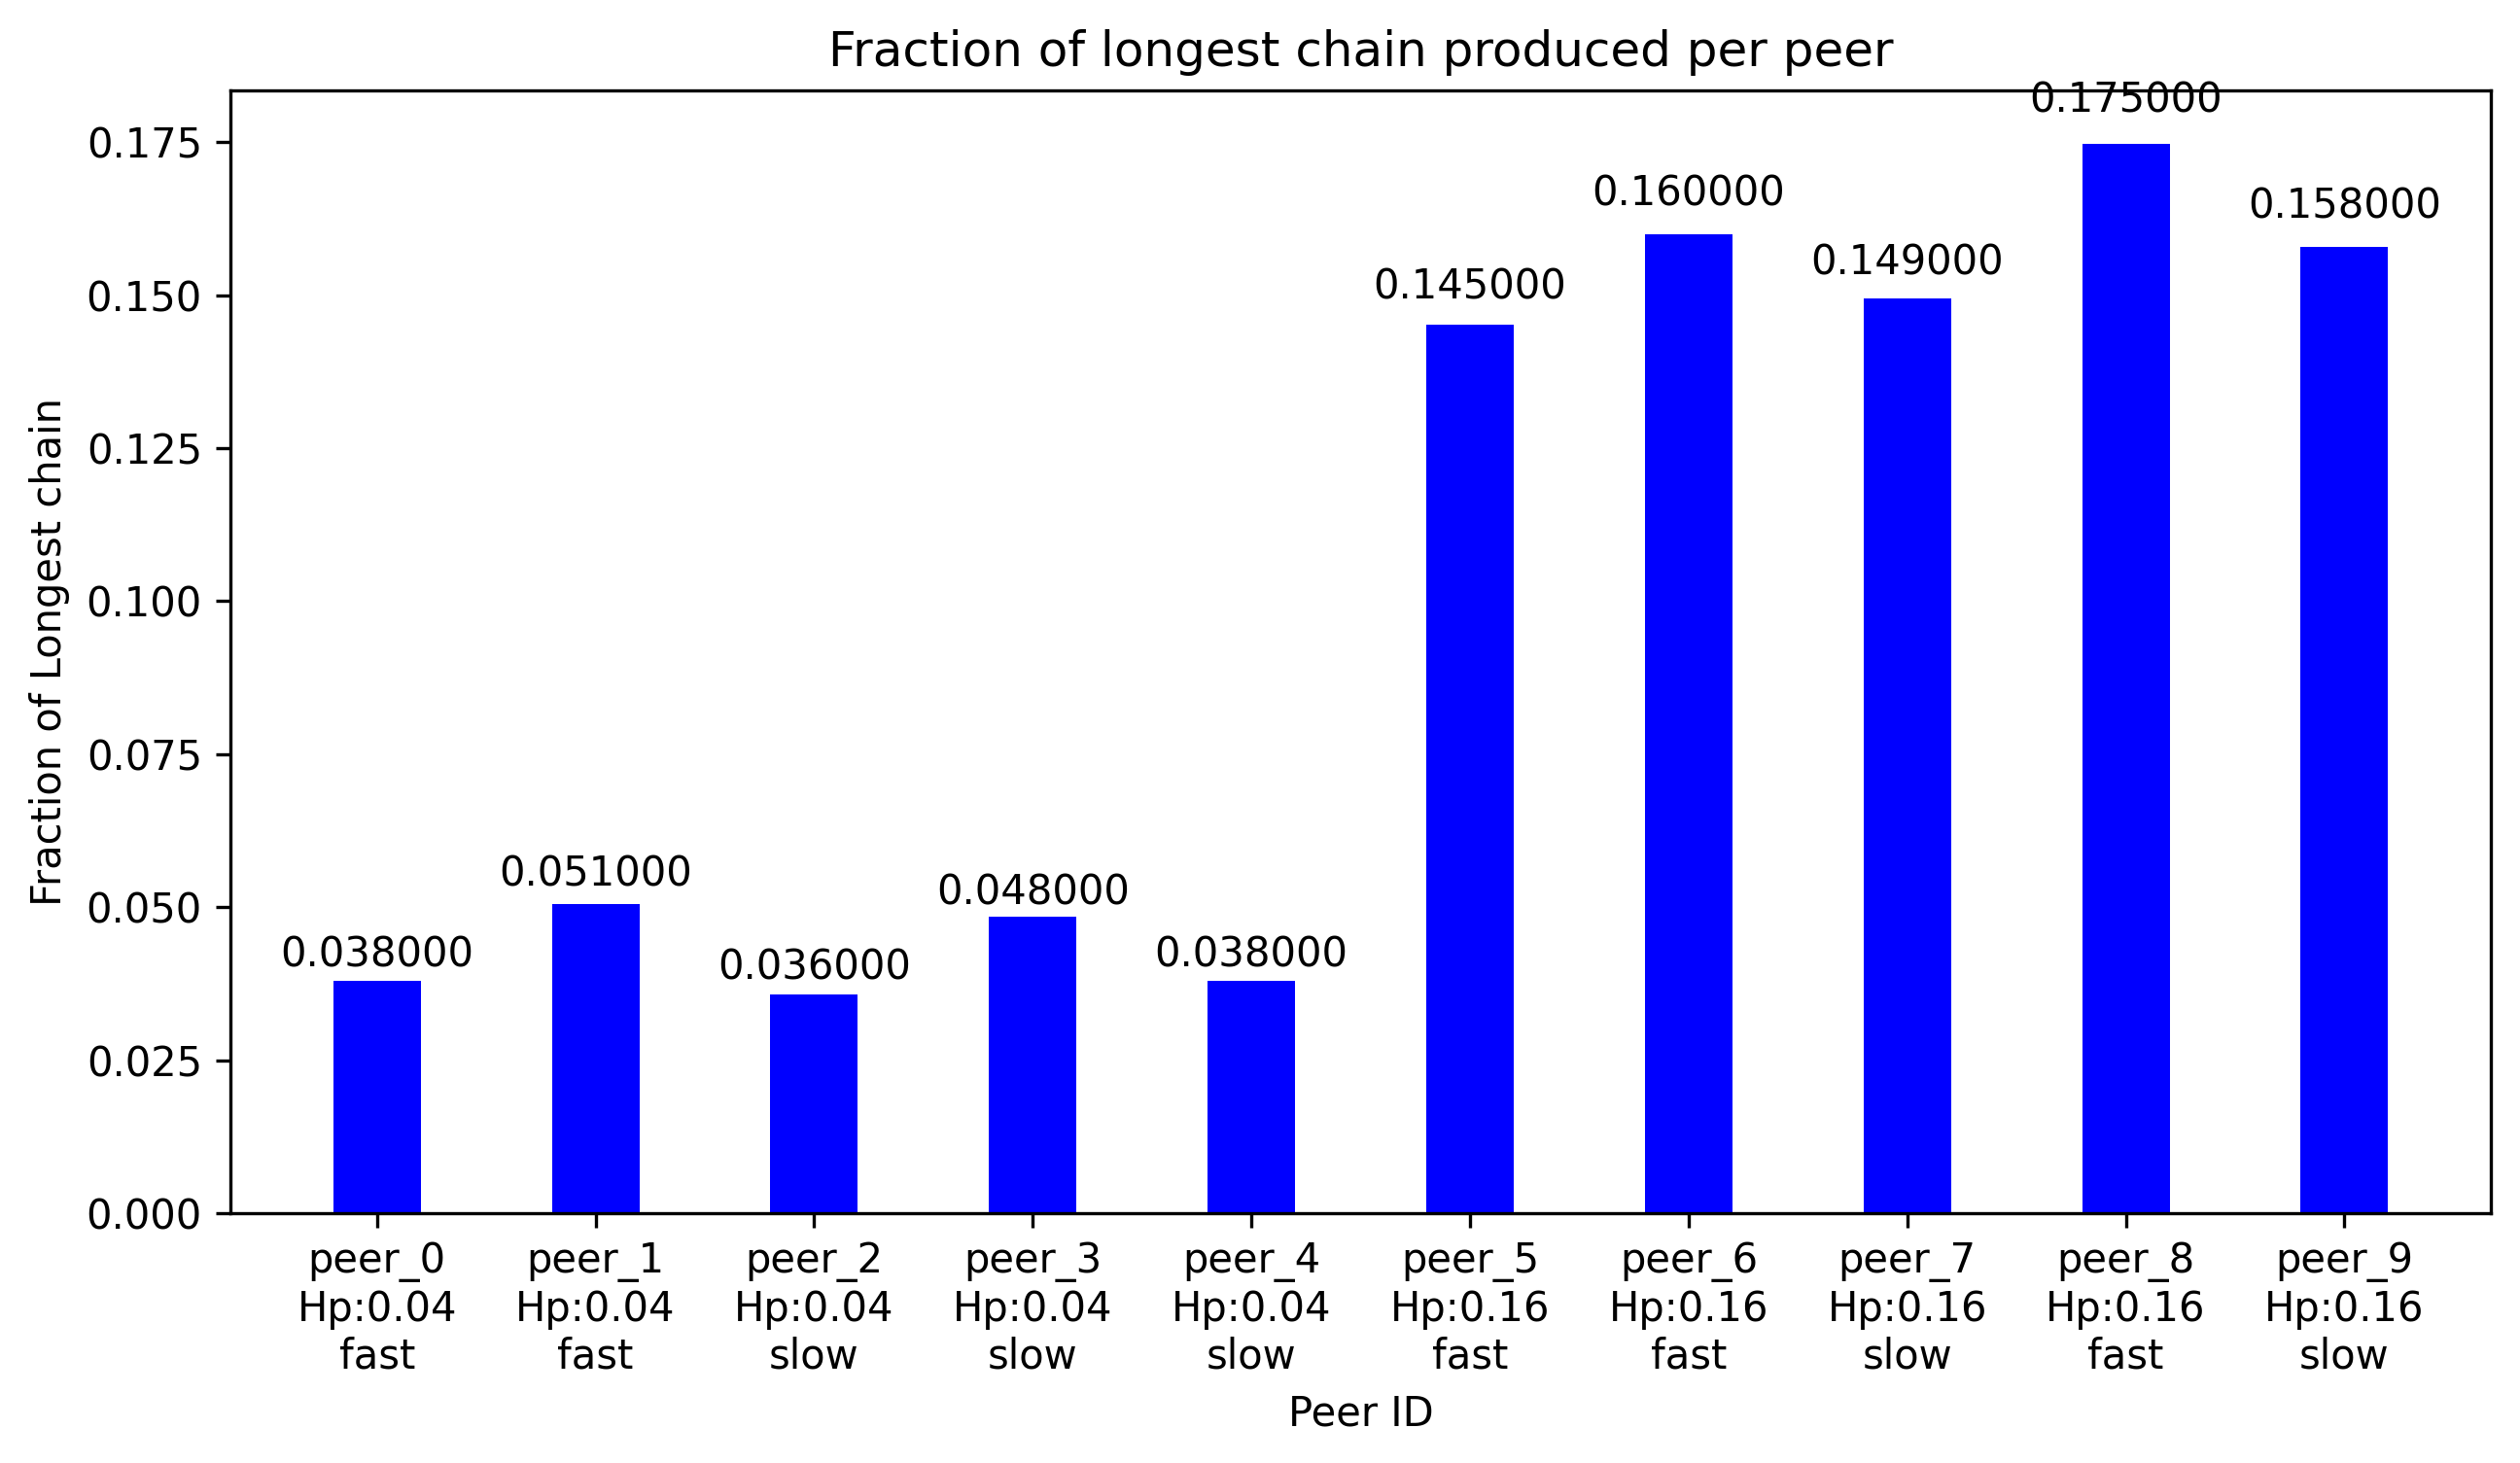 Fraction of longest chain produced per peer
Fraction of Longest chain
0.175
0.150
0.125
0.100
0.075
0.050
0.025
0.000
0.038000
0.051000
0.036000
0.048000
0.038000
0.145000
0.160000
0.149000
0.175000
0.158000
peer_0
Hp:0.04
fast
peer_1
Hp:0.04
fast
peer_2
Hp:0.04
slow
peer_3
Hp:0.04
slow
peer_4
Hp:0.04
slow
peer_5
Hp:0.16
fast
peer_6
Hp:0.16
fast
peer_7
Hp:0.16
slow
peer_8
Hp:0.16
fast
peer_9
Hp:0.16
slow
Peer ID